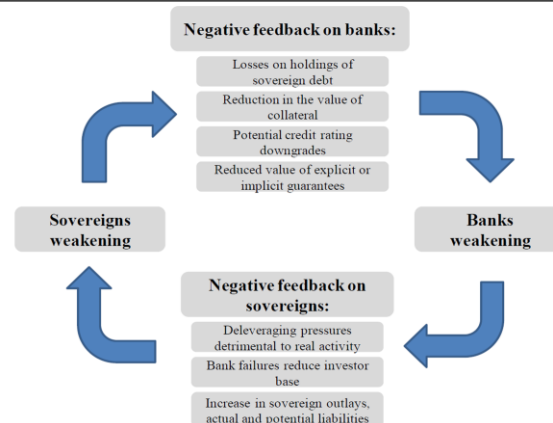 Negative feedback on banks:
Losses on holdings of
sovereign debt
Reduction in the value of
collateral
Potential credit rating
downgrades
Reduced value of explicit or
implicit guarantees
Sovereigns
weakening
Banks
weakening
Negative feedback on
sovereigns:
Deleveraging pressures
detrimental to real activity
Bank failures reduce investor
base
Increase in sovereign outlays,
actual and potential liabilities